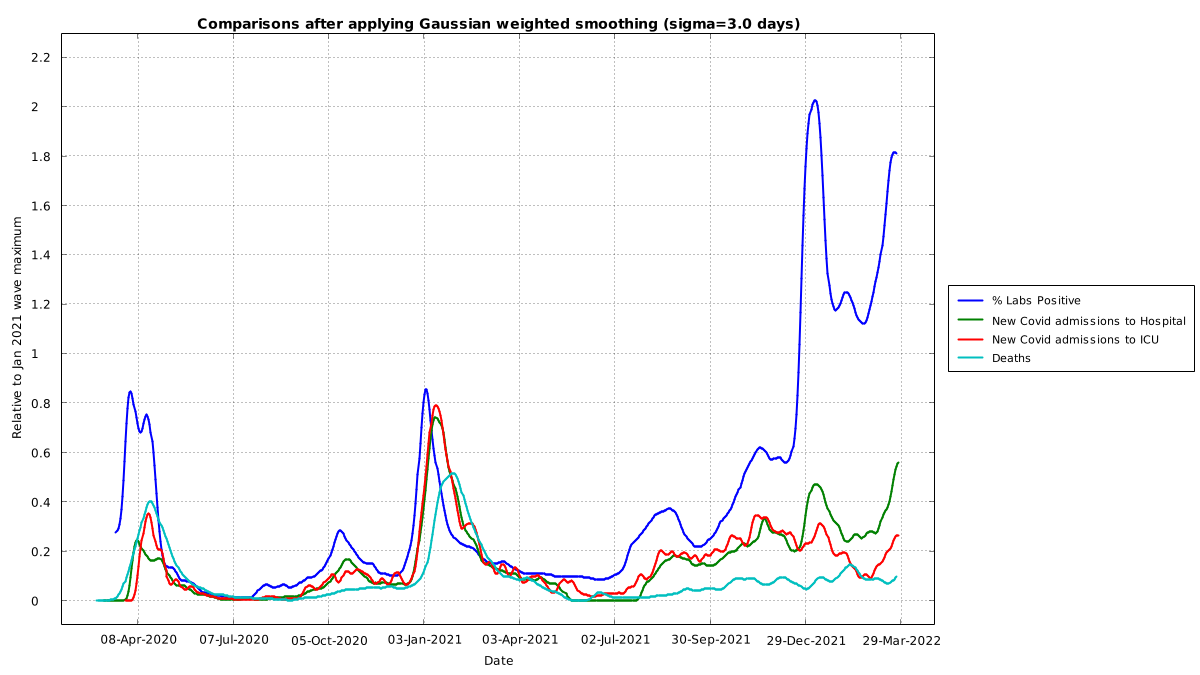 Comparisons after applying Gaussian weighted smoothing (sigma=3.0 days)
2.2
2
1.8
1.6
1.4
1.2
1
0.8
0.6
0.4
0.2
0
Relative to Jan 2021 wave maximum
08-Apr-2020 07-Jul-2020 05-Oct-2020 03-Jan-2021 03-Apr-2021 02-Jul-2021 30-Sep-2021 29-Dec-2021 29-Mar-2022
Date
% Labs Positive
New Covid admissions to Hospital
New Covid admissions to ICU
Deaths